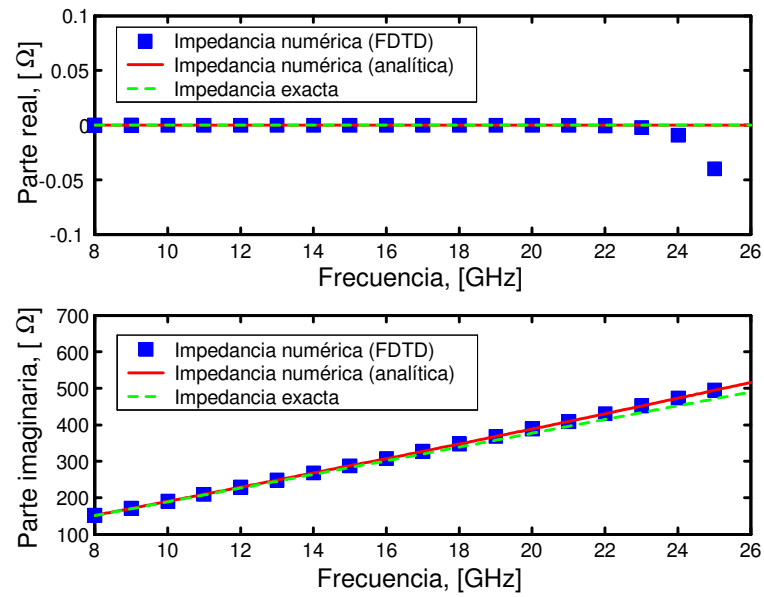 0.1
0.05
0
-0.05
-0.1
Parte real, [ Ω]
Impedancia numérica (FDTD)
Impedancia numérica (analítica)
Impedancia exacta
8 10 12 14 16 18 20 22 24 26
Frecuencia, [GHz]
700
600
500
400
300
200
100
Parte imaginaria, [ Ω]
Impedancia numérica (FDTD)
Impedancia numérica (analítica)
Impedancia exacta
8 10 12 14 16 18 20 22 24 26
Frecuencia, [GHz]